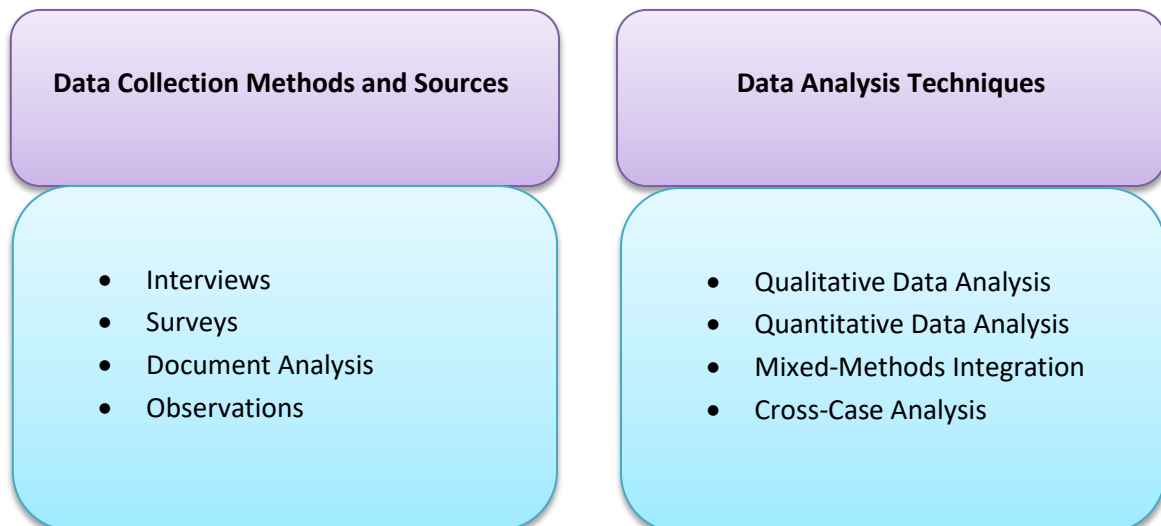 Data Collection Methods and Sources
• Interviews
• Surveys
• Document Analysis
• Observations
Data Analysis Techniques
• Qualitative Data Analysis
• Quantitative Data Analysis
• Mixed-Methods Integration
• Cross-Case Analysis